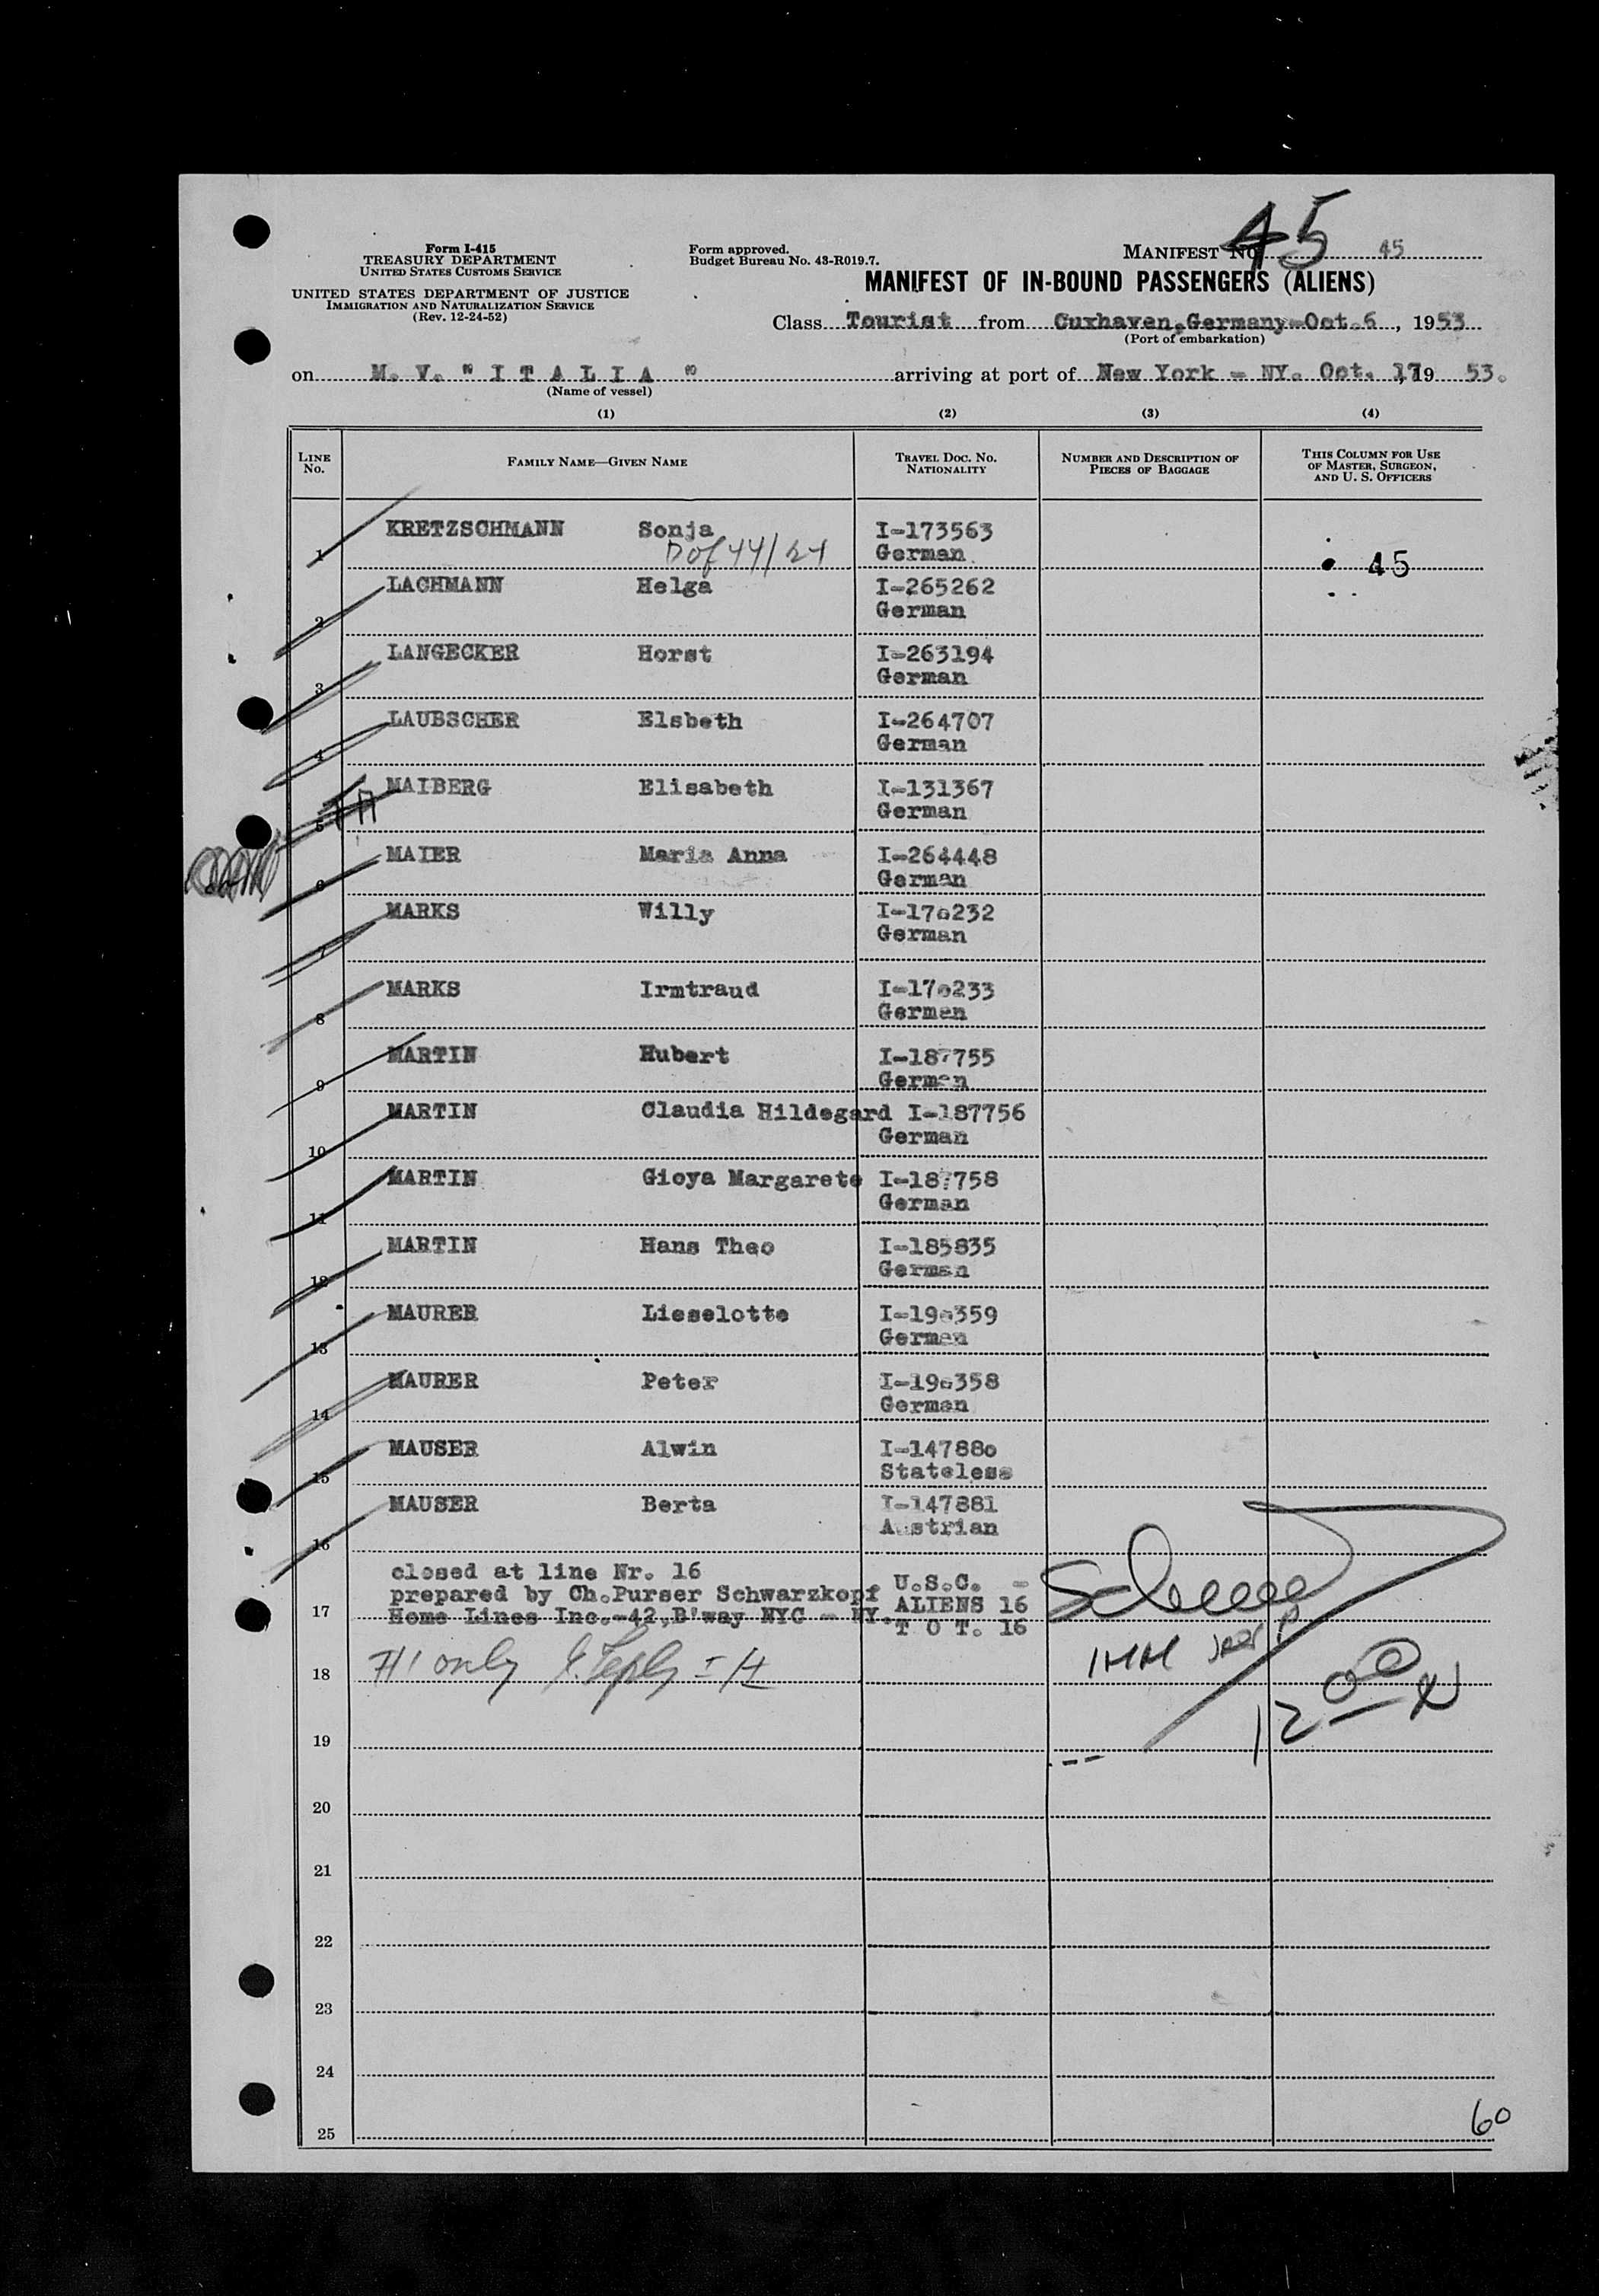 Form I-415
TREASURY DEPARTMENT
UNITED STATES CUSTOMS SERVICE
UNITED STATES DEPARTMENT OF JUSTICE
IMMIGRATION AND NATURALIZATION SERVICE
(Rev. 12-24-52)
Form approved.
Budget Bureau No. 43-R019.7.
MANIFEST NO. 45 45
MANIFEST OF IN-BOUND PASSENGERS (ALIENS)
Class Tourist from Cuxhaven, Germany-Oct. 6, 1953
(Port of embarkation)
on M. V. "I T A L I A" arriving at port of New York - NY. Oct. 17, 19 53.
(Name of vessel)
(1) (2) (3) (4)
LINE No. FAMILY NAME—GIVEN NAME TRAVEL DOC. No. NATIONALITY NUMBER AND DESCRIPTION OF PIECES OF BAGGAGE THIS COLUMN FOR USE OF MASTER, SURGEON, AND U. S. OFFICERS
1 KRETZSCHMANN Sonja I-173563
German 45
2 LACHMANN Helga I-265262
German
3 LANGECKER Horst I-263194
German
4 LAUBSCHER Elsbeth I-264707
German
5 MAIBERG Elisabeth I-131367
German
6 MAIER Maria Anna I-264448
German
7 MARKS Willy I-170232
German
8 MARKS Irmtraud I-170233
German
9 MARTIN Hubert I-187755
German
10 MARTIN Claudia Hildegard I-187756
German
11 MARTIN Gioya Margarete I-187758
German
12 MARTIN Hans Theo I-185835
German
13 MAURER Lieselotte I-190359
German
14 MAURER Peter I-190358
German
15 MAUSER Alwin I-147880
Stateless
16 MAUSER Berta I-147881
Austrian
closed at line Nr. 16 U.S.C. -
prepared by Ch.Purser Schwarzkopf ALIENS 16
17 Home Lines Inc.-42,B'way NYC - NY. T O T. 16
18 only
19
12 00
20
21
22
23
24
25
60